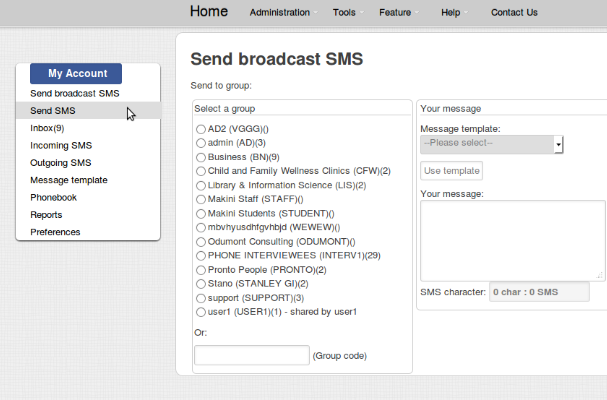 Home Administration Tools Feature Help Contact Us
My Account
Send broadcast SMS
Send SMS
Inbox(9)
Incoming SMS
Outgoing SMS
Message template
Phonebook
Reports
Preferences
Send broadcast SMS
Send to group:
Select a group
AD2 (VGGG)()
admin (AD)(3)
Business (BN)(9)
Child and Family Wellness Clinics (CFW)(2)
Library & Information Science (LIS)(2)
Makini Staff (STAFF)()
Makini Students (STUDENT)()
mbvhyusdhfgvhbjd (WEWEW)()
Odumont Consulting (ODUMONT)()
PHONE INTERVIEWEES (INTERV1)(29)
Pronto People (PRONTO)(2)
Stano (STANLEY GI)(2)
support (SUPPORT)(3)
user1 (USER1)(1) - shared by user1
Or:
(Group code)
Your message
Message template:
--Please select--
Use template
Your message:
SMS character: 0 char : 0 SMS